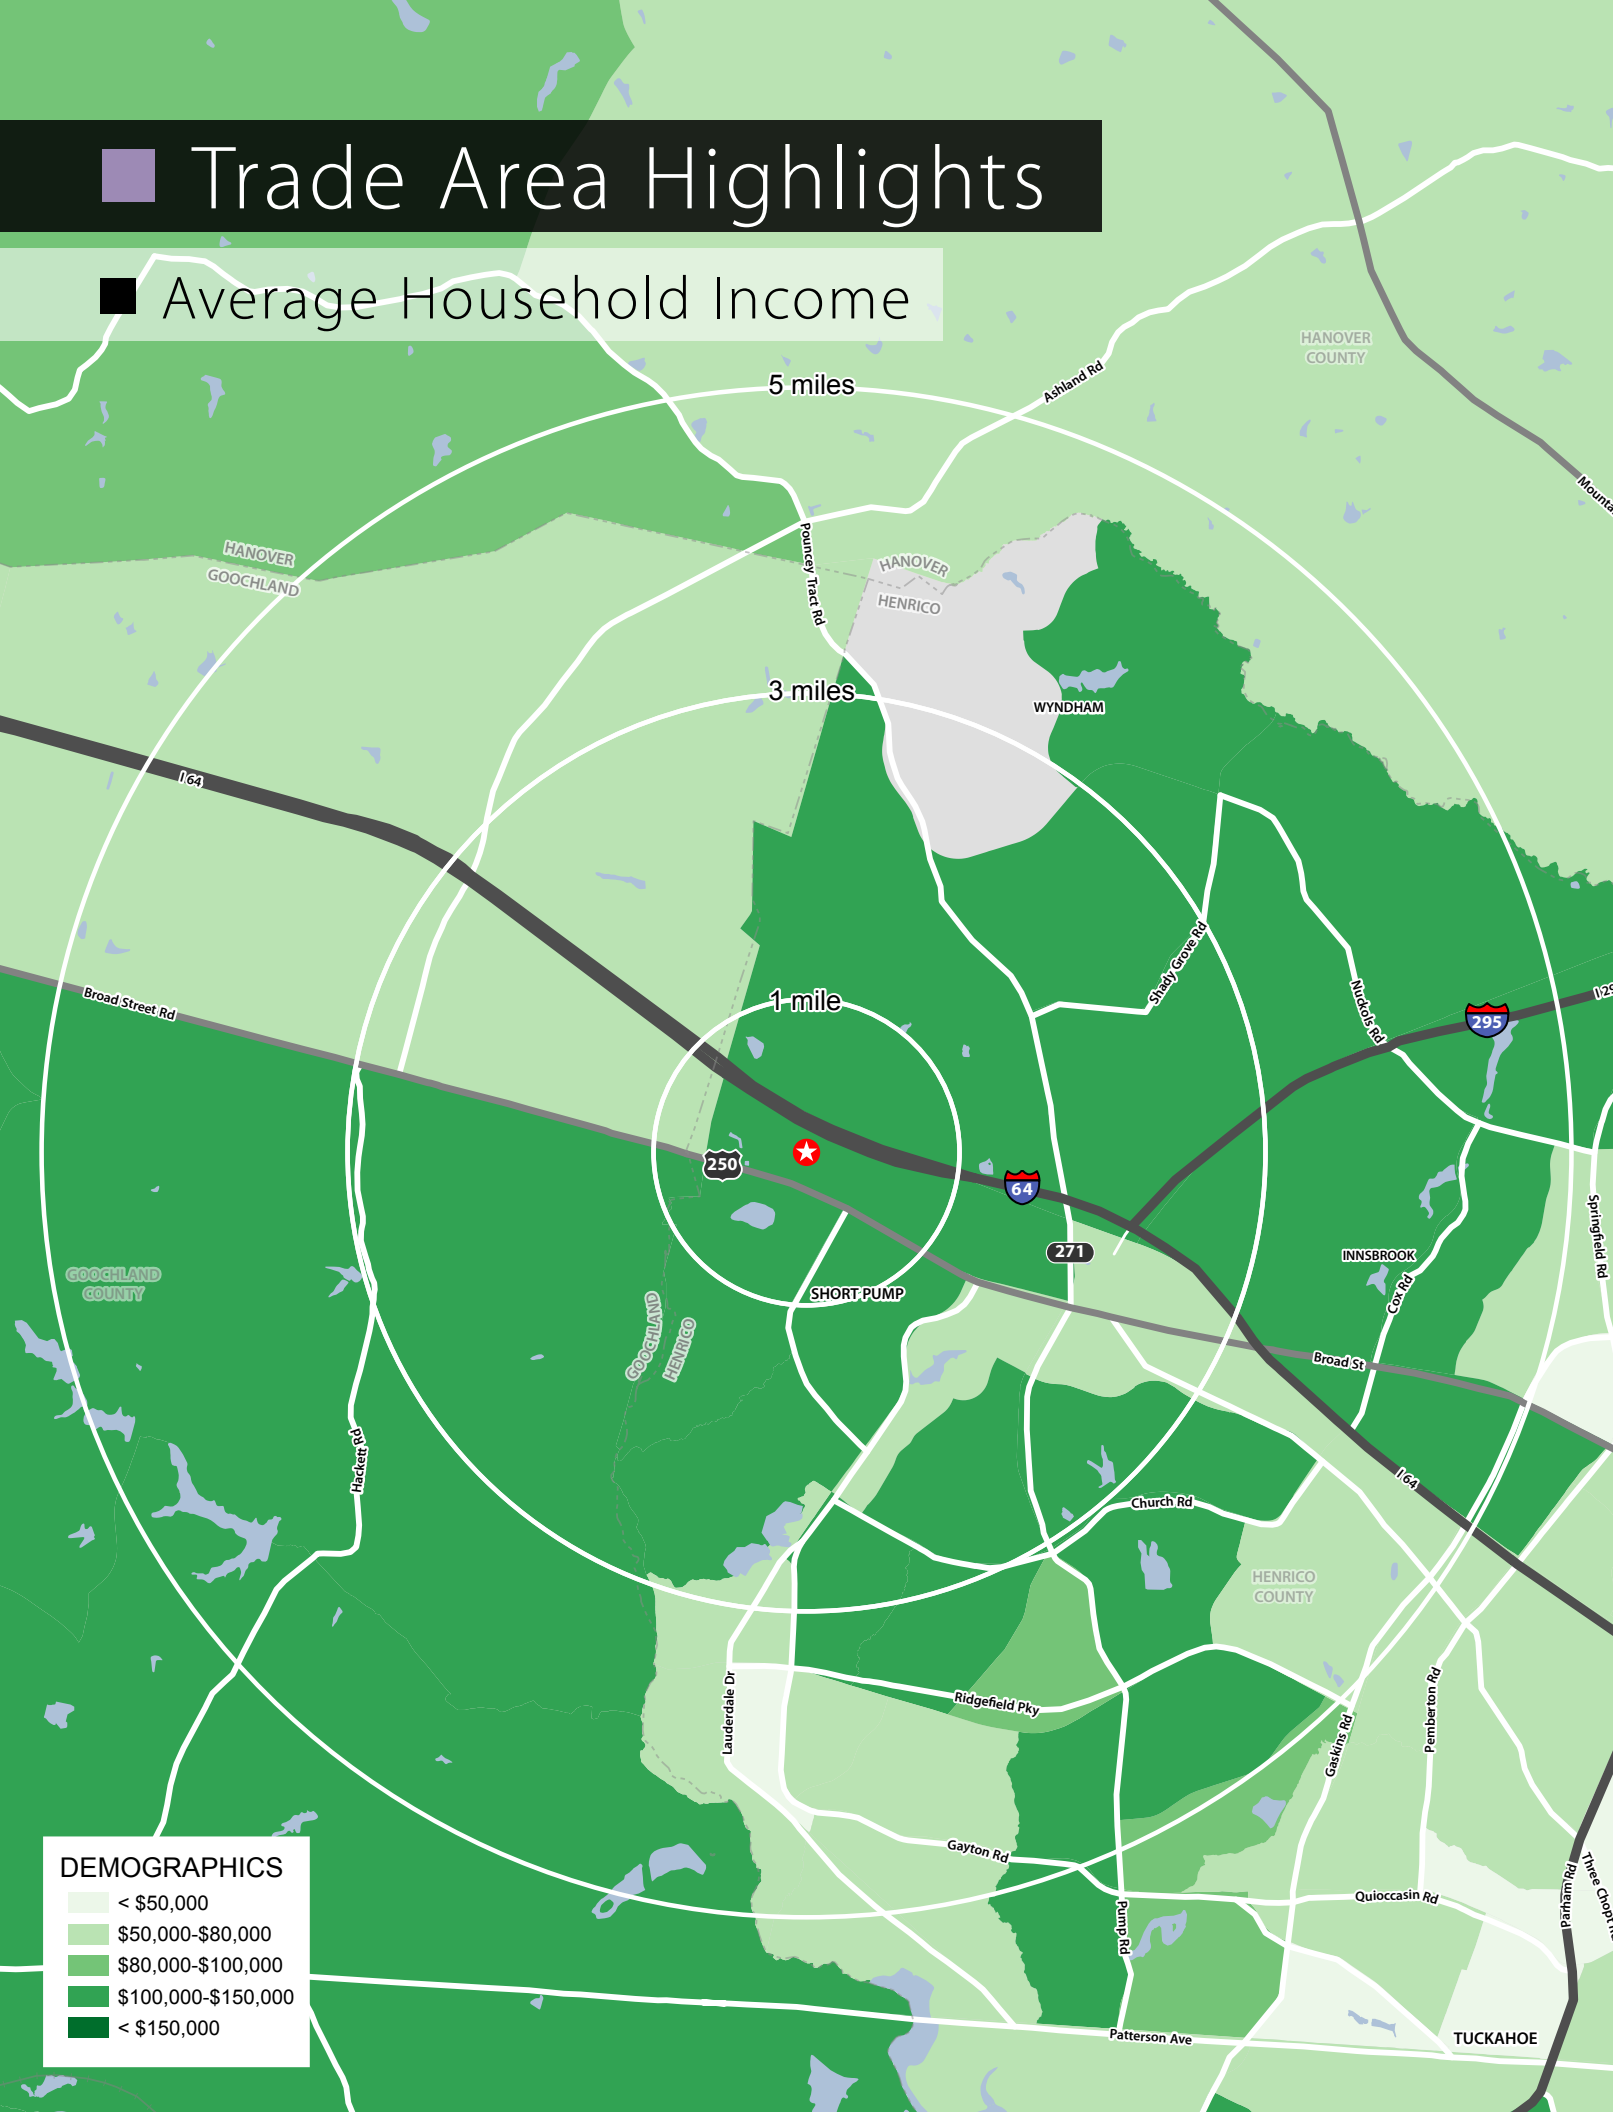 Trade Area Highlights
Average Household Income
HANOVER
COUNTY
5 miles
Ashland Rd
HANOVER
GOOCHLAND
Pouncey Tract Rd
HANOVER
HENRICO
3 miles
WYNDHAM
I 64
Shady Grove Rd
Nuckols Rd
Broad Street Rd
1 mile
295
250
64
271
Springfield Rd
INNSBROOK
Cox Rd
GOOCHLAND
COUNTY
SHORT PUMP
GOOCHLAND
HENRICO
Broad St
Hackett Rd
I 64
Church Rd
HENRICO
COUNTY
Lauderdale Dr
Ridgefield Pky
Gaskins Rd
Pemberton Rd
Gayton Rd
Quioccasin Rd
Parham Rd
Three Chopt
Pump Rd
Patterson Ave
TUCKAHOE
DEMOGRAPHICS
< $50,000
$50,000-$80,000
$80,000-$100,000
$100,000-$150,000
< $150,000